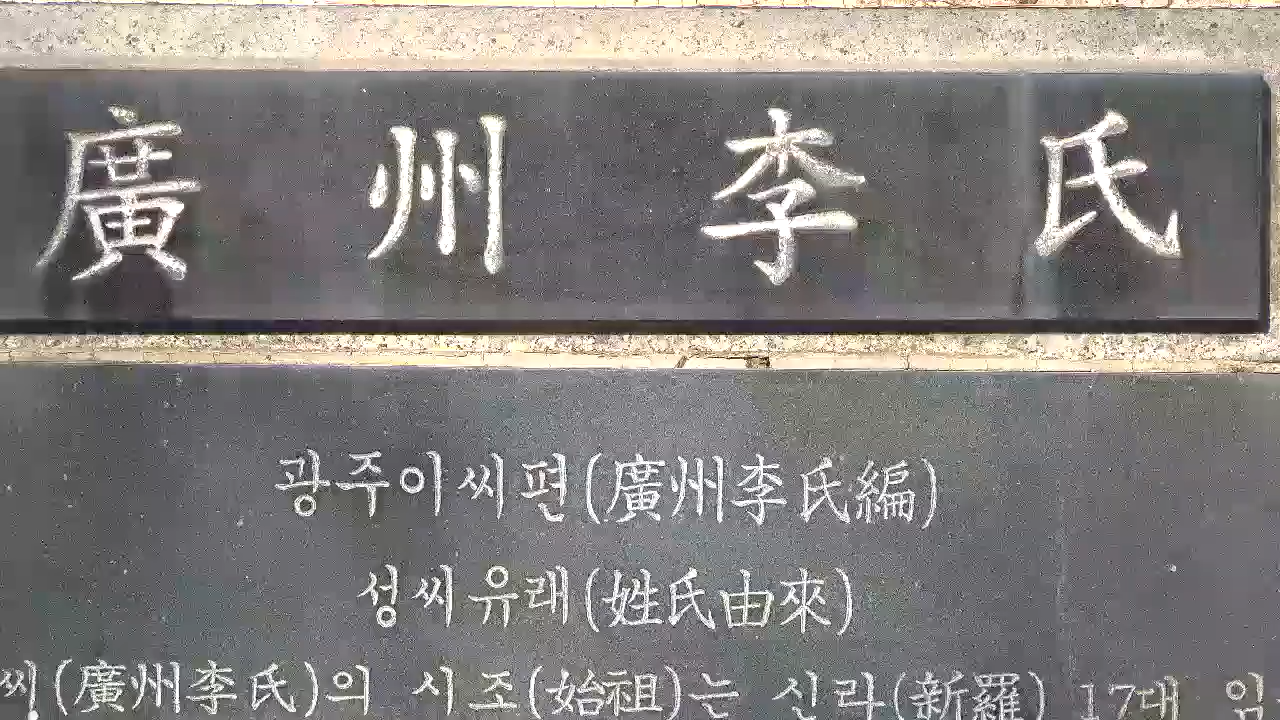 廣州李氏
광주이씨편(廣州李氏編)
성씨유래(姓氏由來)
씨(廣州李氏)의 시조(始祖)는 신라(新羅) 17대 임